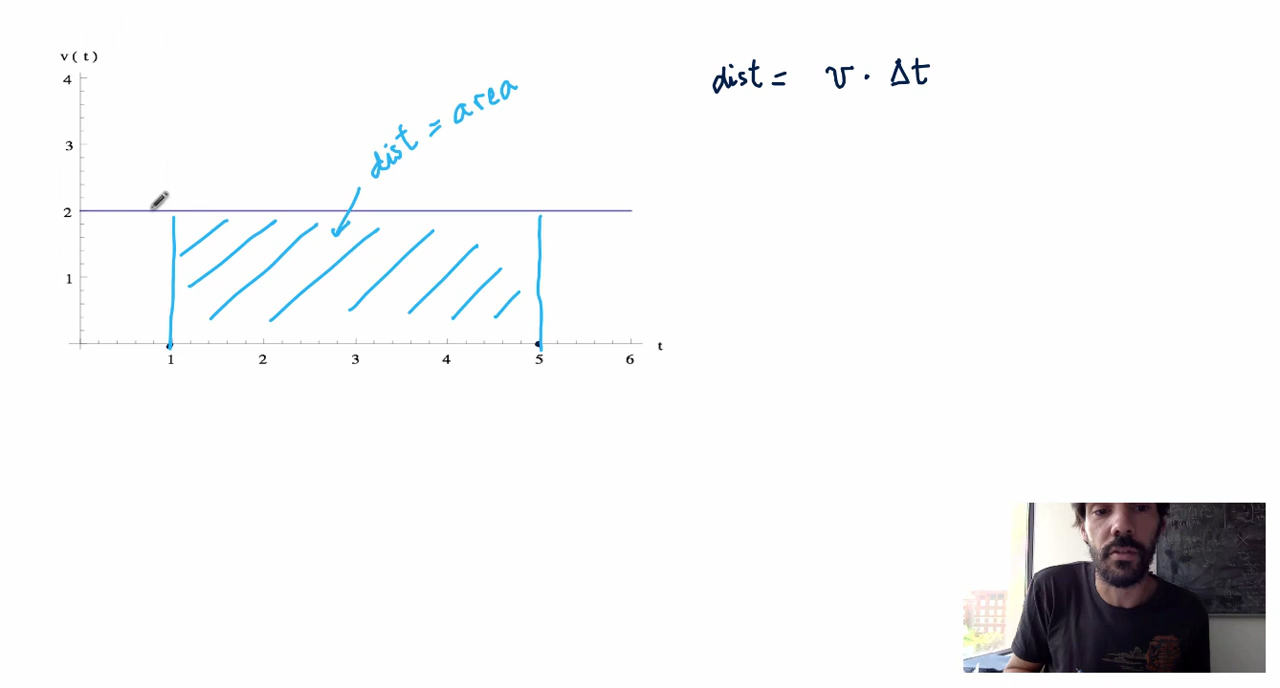 v( t )
dist = v · Δt
4
dist = area
3
2
1
1 2 3 4 5 6
t